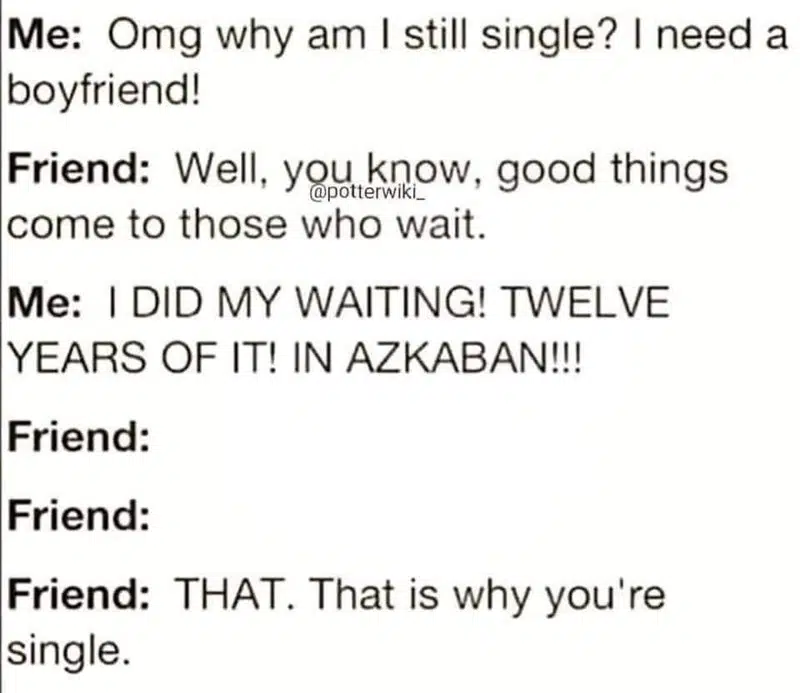 Me: Omg why am I still single? I need a
boyfriend!
Friend: Well, you know, good things
@potterwiki_
come to those who wait.
Me: I DID MY WAITING! TWELVE
YEARS OF IT! IN AZKABAN!!!
Friend:
Friend:
Friend: THAT. That is why you're
single.